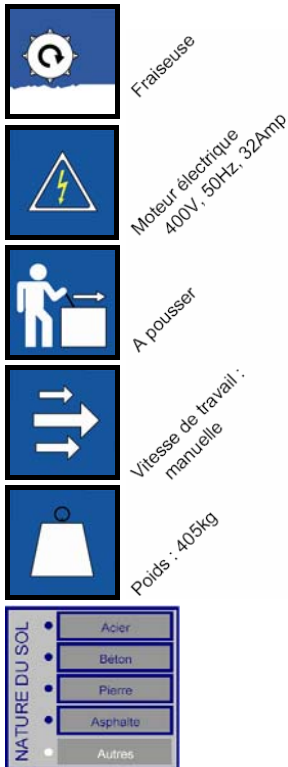 Fraiseuse
Moteur électrique
400V, 50Hz, 32Amp
A pousser
Vitesse de travail :
manuelle
Poids : 405kg
NATURE DU SOL
Acier
Béton
Pierre
Asphalte
Autres